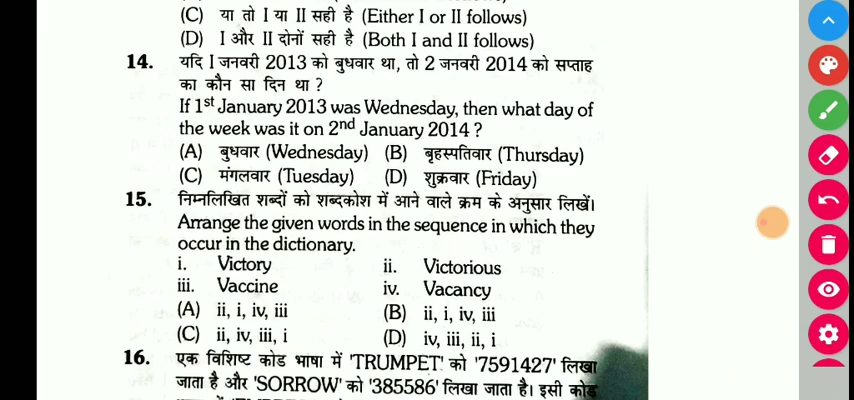 (C) या तो I या II सही है (Either I or II follows)
(D) I और II दोनों सही है (Both I and II follows)
14. यदि I जनवरी 2013 को बुधवार था, तो 2 जनवरी 2014 को सप्ताह
का कौन सा दिन था ?
If 1st January 2013 was Wednesday, then what day of
the week was it on 2nd January 2014 ?
(A) बुधवार (Wednesday) (B) बृहस्पतिवार (Thursday)
(C) मंगलवार (Tuesday) (D) शुक्रवार (Friday)
15. निम्नलिखित शब्दों को शब्दकोश में आने वाले क्रम के अनुसार लिखें।
Arrange the given words in the sequence in which they
occur in the dictionary.
i. Victory ii. Victorious
iii. Vaccine iv. Vacancy
(A) ii, i, iv, iii (B) ii, i, iv, iii
(C) ii, iv, iii, i (D) iv, iii, ii, i
16. एक विशिष्ट कोड भाषा में 'TRUMPET' को '7591427' लिखा
जाता है और 'SORROW' को '385586' लिखा जाता है। इसी कोड